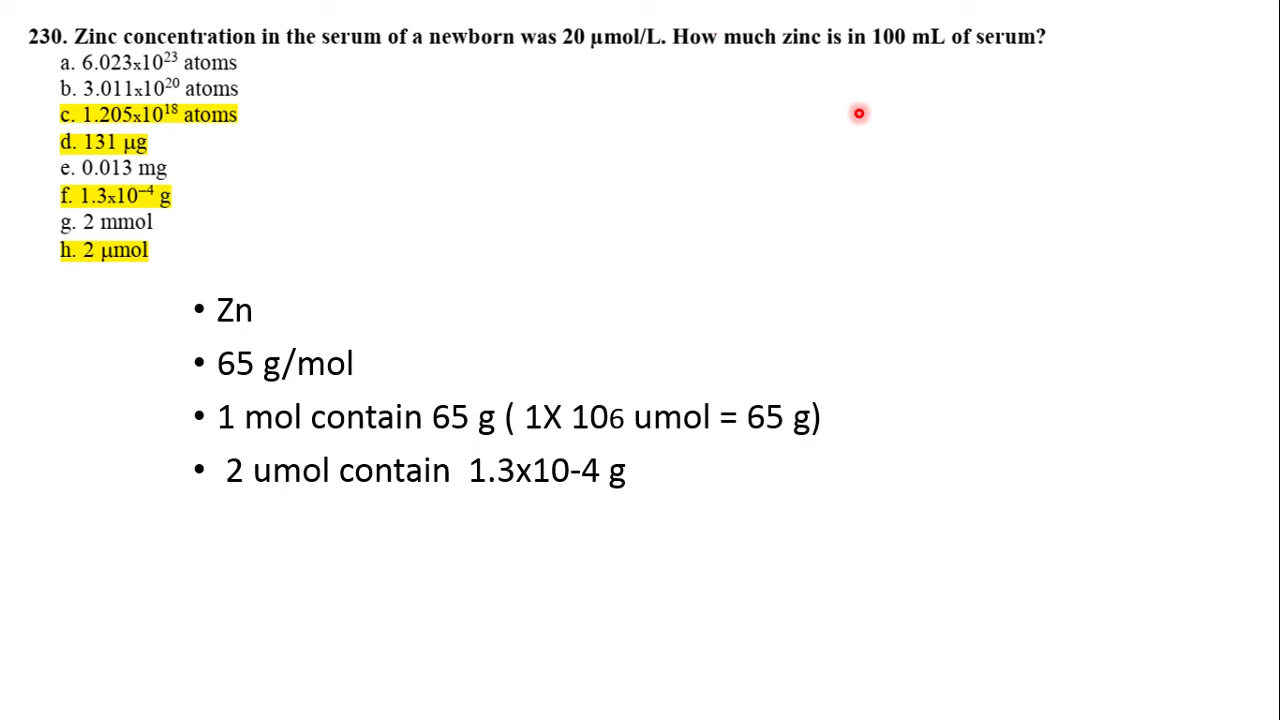 230. Zinc concentration in the serum of a newborn was 20 μmol/L. How much zinc is in 100 mL of serum?
a. 6.023x10²³ atoms
b. 3.011x10²⁰ atoms
c. 1.205x10¹⁸ atoms
d. 131 μg
e. 0.013 mg
f. 1.3x10⁻⁴ g
g. 2 mmol
h. 2 μmol
• Zn
• 65 g/mol
• 1 mol contain 65 g ( 1X 106 umol = 65 g)
• 2 umol contain 1.3x10-4 g